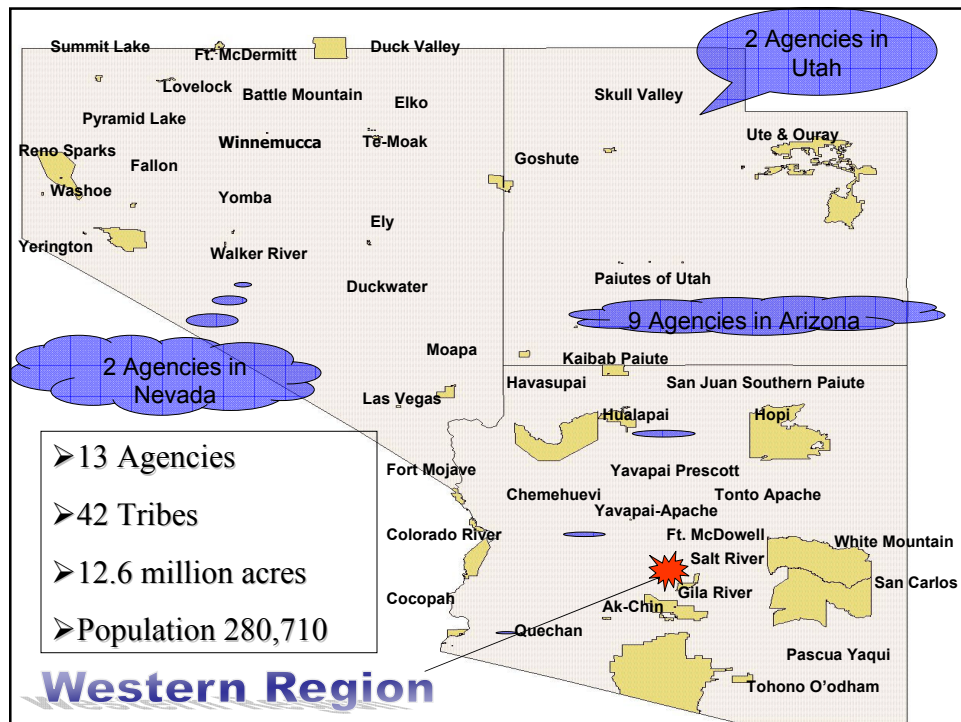 Summit Lake
Ft. McDermitt
Duck Valley
2 Agencies in
Utah
Lovelock
Battle Mountain
Elko
Skull Valley
Pyramid Lake
Winnemucca
Te-Moak
Ute & Ouray
Reno Sparks
Fallon
Goshute
Washoe
Yomba
Ely
Yerington
Walker River
Duckwater
Paiutes of Utah
9 Agencies in Arizona
2 Agencies in
Nevada
Moapa
Kaibab Paiute
Las Vegas
Havasupai
San Juan Southern Paiute
Hualapai
Hopi
➢13 Agencies
➢42 Tribes
➢12.6 million acres
➢Population 280,710
Fort Mojave
Yavapai Prescott
Chemehuevi
Tonto Apache
Yavapai-Apache
Colorado River
Ft. McDowell
White Mountain
Salt River
San Carlos
Gila River
Cocopah
Ak-Chin
Quechan
Pascua Yaqui
Tohono O’odham
Western Region